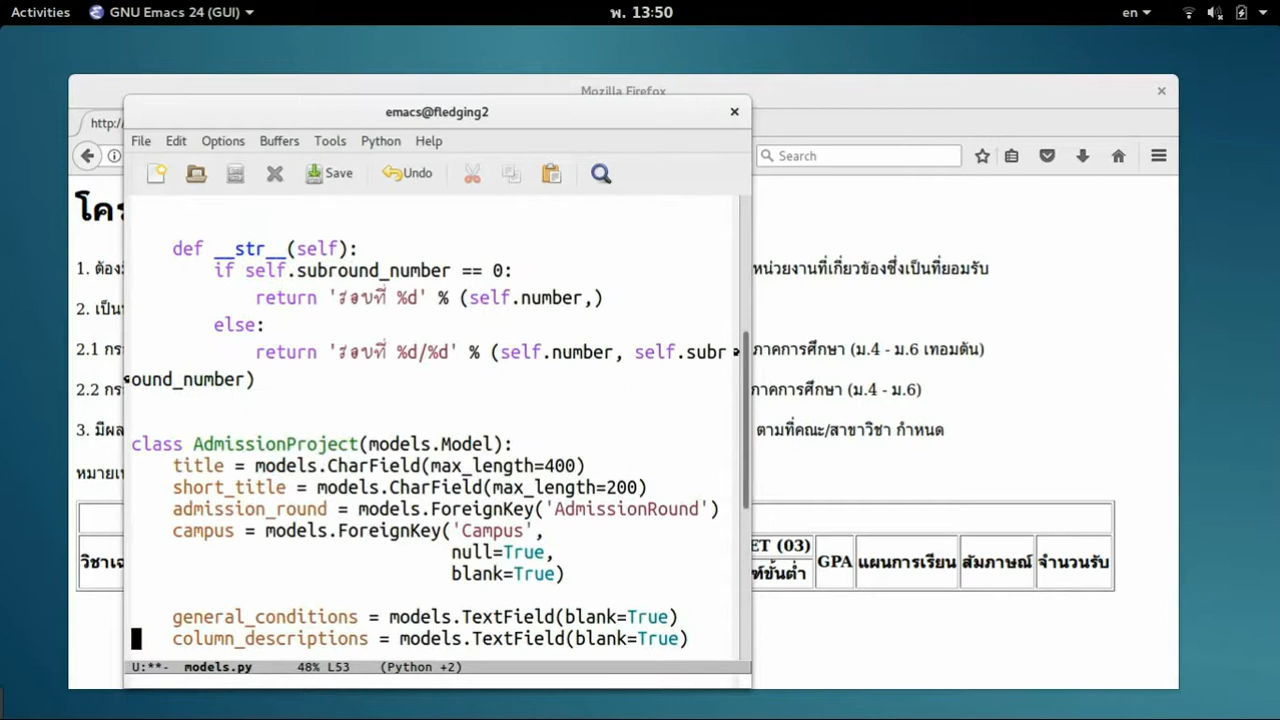 Activities GNU Emacs 24 (GUI) พ. 13:50 en
Mozilla Firefox
emacs@fledging2
http:/
File Edit Options Buffers Tools Python Help
Search
Save Undo
โคร
def __str__(self):
1. ต้อง
หน่วยงานที่เกี่ยวข้องซึ่งเป็นที่ยอมรับ
if self.subround_number == 0:
return 'รอบที่ %d' % (self.number,)
2. เป็น
else:
2.1 กร
return 'รอบที่ %d/%d' % (self.number, self.subr
ภาคการศึกษา (ม.4 - ม.6 เทอมต้น)
ound_number)
2.2 กร
ภาคการศึกษา (ม.4 - ม.6)
3. มีผล
ตามที่คณะ/สาขาวิชา กำหนด
class AdmissionProject(models.Model):
title = models.CharField(max_length=400)
หมายเห
short_title = models.CharField(max_length=200)
admission_round = models.ForeignKey('AdmissionRound')
campus = models.ForeignKey('Campus',
null=True,
blank=True)
ET (03)
วิชาเฉ
GPA แผนการเรียน สัมภาษณ์ จำนวนรับ
ฑ์ขั้นต่ำ
general_conditions = models.TextField(blank=True)
column_descriptions = models.TextField(blank=True)
U:**- models.py 48% L53 (Python +2)